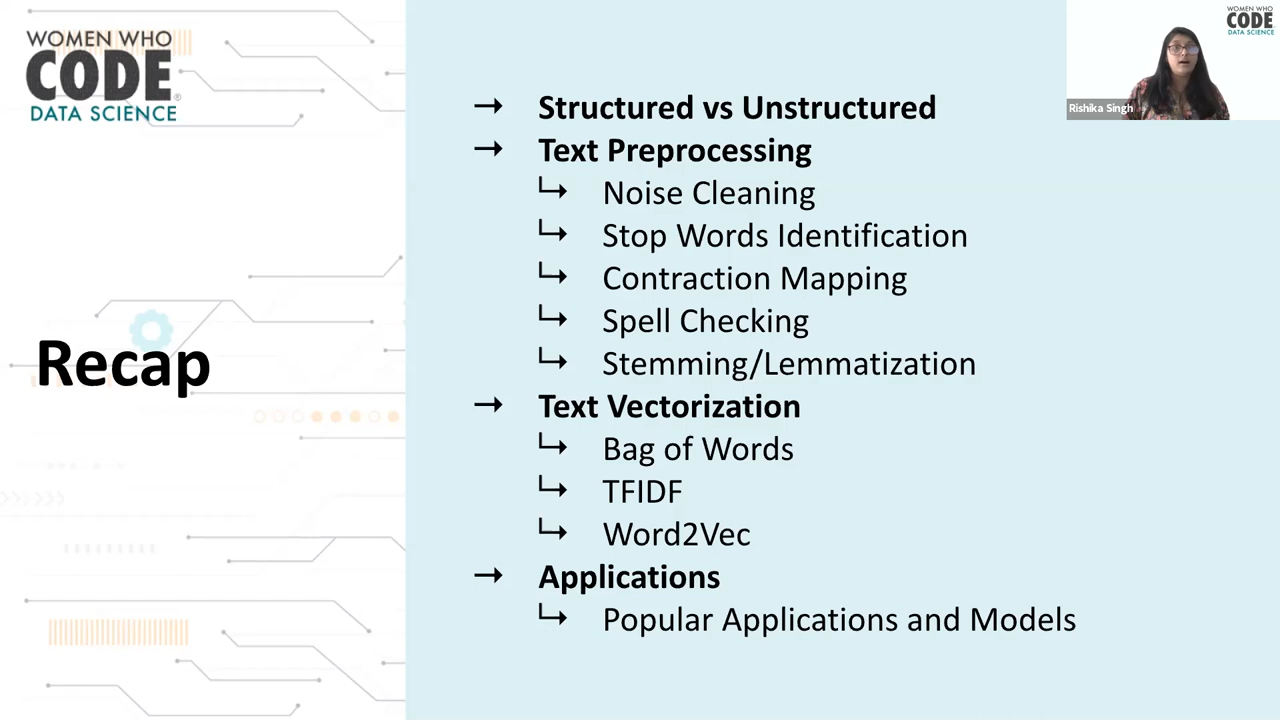 WOMEN WHO
CODE
DATA SCIENCE
Recap
→ Structured vs Unstructured
→ Text Preprocessing
↳ Noise Cleaning
↳ Stop Words Identification
↳ Contraction Mapping
↳ Spell Checking
↳ Stemming/Lemmatization
→ Text Vectorization
↳ Bag of Words
↳ TFIDF
↳ Word2Vec
→ Applications
↳ Popular Applications and Models
Rishika Singh
WOMEN WHO
CODE
DATA SCIENCE